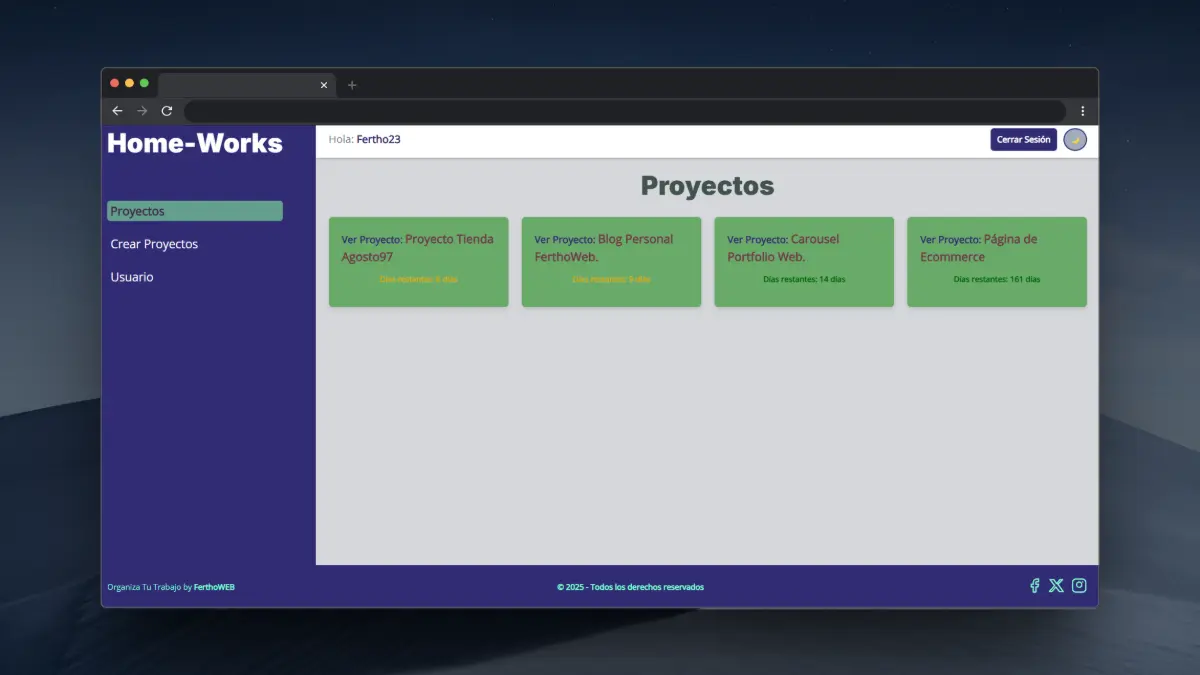 Home-Works
Hola: Fertho23
Cerrar Sesión
Proyectos
Crear Proyectos
Usuario
Proyectos
Ver Proyecto: Proyecto Tienda
Agosto97
Días restantes:
días
Ver Proyecto: Blog Personal
FerthoWeb.
Días restantes:
días
Ver Proyecto: Carousel
Portfolio Web.
Días restantes: 14 días
Ver Proyecto: Página de
Ecommerce
Días restantes: 161 días
Organiza Tu Trabajo by FerthoWEB
© 2025 - Todos los derechos reservados